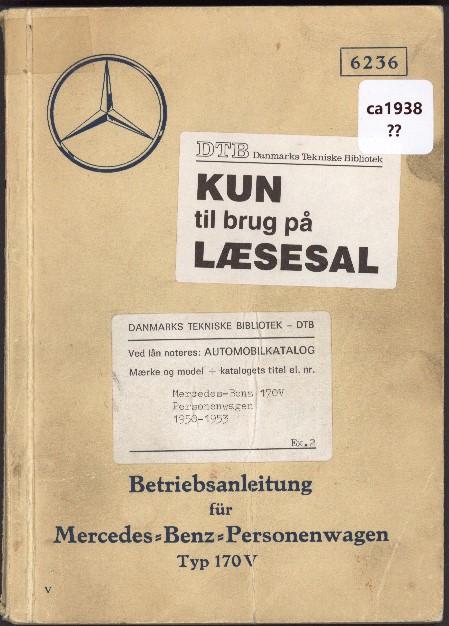 6236
ca1938
??
DTB Danmarks Tekniske Bibliotek
KUN
til brug på
LÆSESAL
DANMARKS TEKNISKE BIBLIOTEK – DTB
Ved lån noteres: AUTOMOBILKATALOG
Mærke og model + katalogets titel el. nr.
Mercedes-Bens 170V
Personenwagen
1950-1953
Ex.2
Betriebsanleitung
für
Mercedes=Benz=Personenwagen
Typ 170 V
V